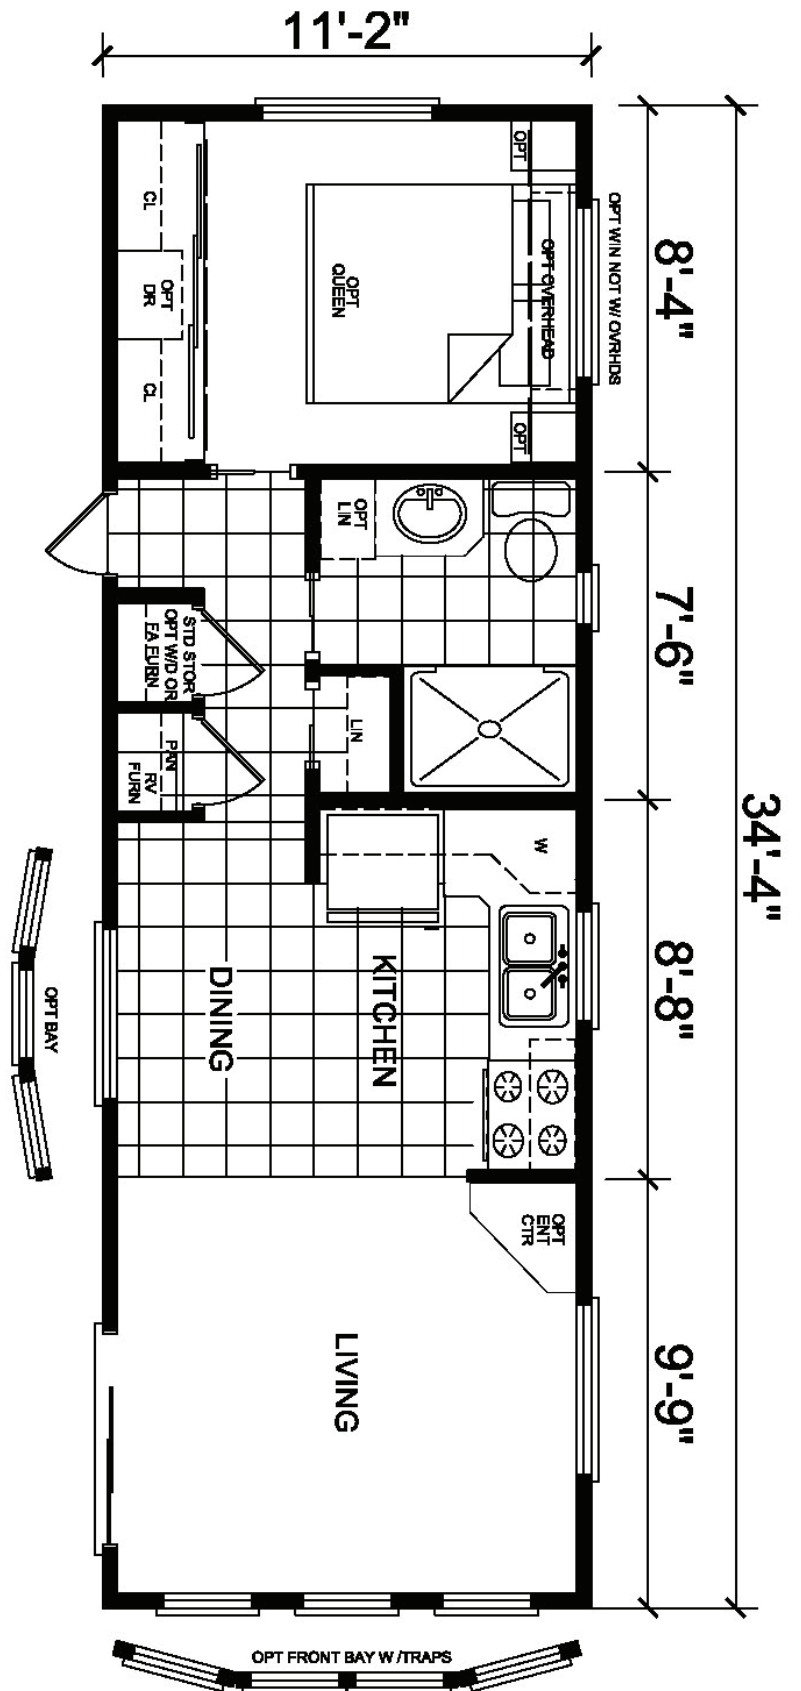 11'-2"
OPT
CL
OPT WIN NOT W/ OVRHDS
8'-4"
OPT OVERHEAD
OPT
QUEEN
OPT
DR
CL
OPT
OPT
LIN
7'-6"
STD STOR
OPT W/D OR
FA FURN
LIN
PAN
RV
FURN
34'-4"
W
8'-8"
KITCHEN
DINING
OPT BAY
OPT
ENT
CTR
9'-9"
LIVING
OPT FRONT BAY W /TRAPS